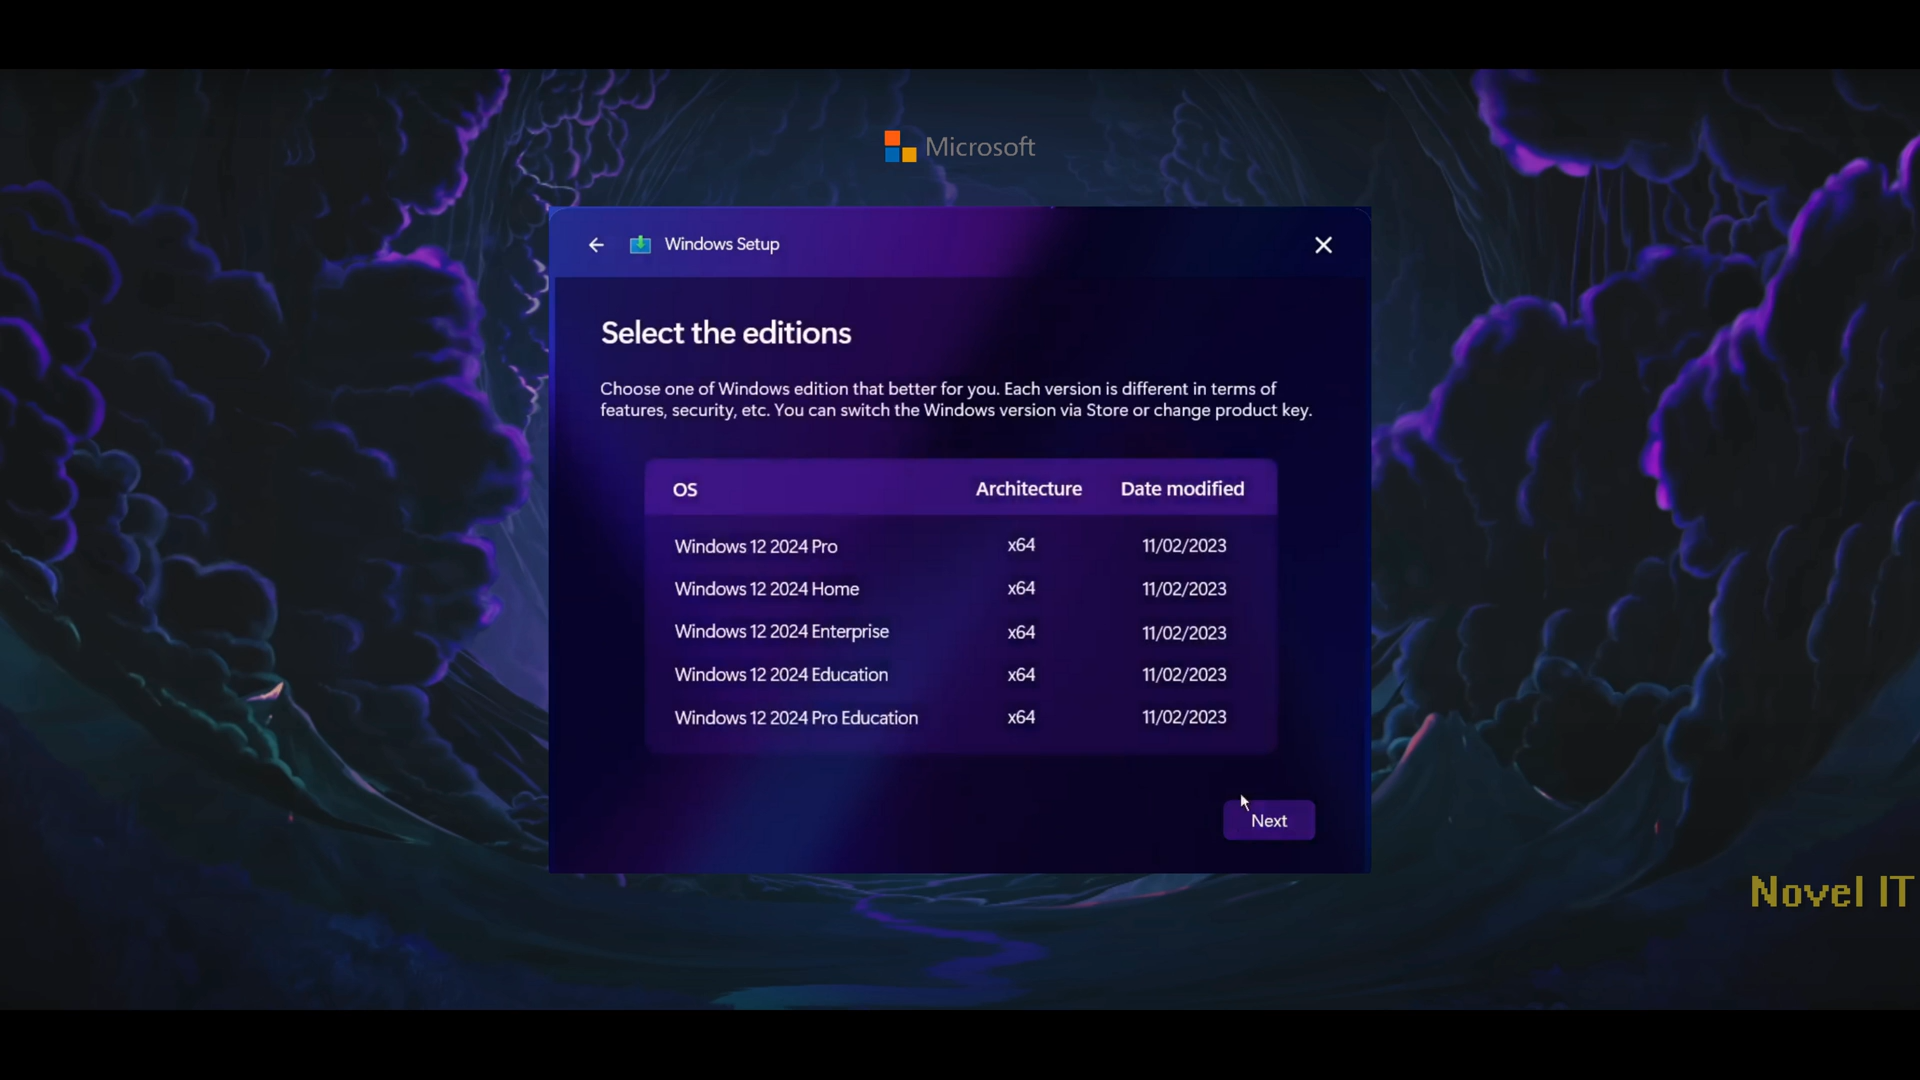 Microsoft
Windows Setup
Select the editions
Choose one of Windows edition that better for you. Each version is different in terms of
features, security, etc. You can switch the Windows version via Store or change product key.
OS Architecture Date modified
Windows 12 2024 Pro x64 11/02/2023
Windows 12 2024 Home x64 11/02/2023
Windows 12 2024 Enterprise x64 11/02/2023
Windows 12 2024 Education x64 11/02/2023
Windows 12 2024 Pro Education x64 11/02/2023
Next
Novel IT